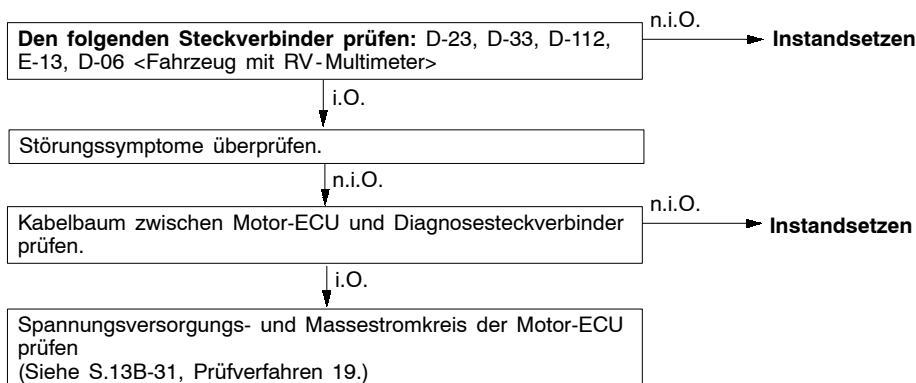 n.i.O.
Den folgenden Steckverbinder prüfen: D-23, D-33, D-112,
E-13, D-06 <Fahrzeug mit RV-Multimeter>
Instandsetzen
i.O.
Störungssymptome überprüfen.
n.i.O.
n.i.O.
Kabelbaum zwischen Motor-ECU und Diagnosesteckverbinder
prüfen.
Instandsetzen
i.O.
Spannungsversorgungs- und Massestromkreis der Motor-ECU
prüfen
(Siehe S.13B-31, Prüfverfahren 19.)